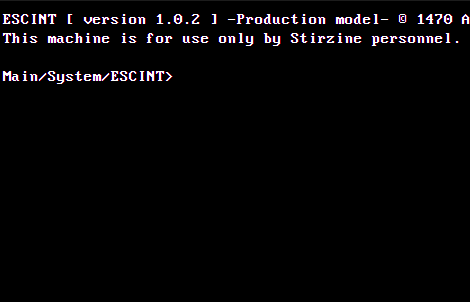 ESCINT [ version 1.0.2 ] -Production model- © 1470 A
This machine is for use only by Stirzine personnel.
Main/System/ESCINT>